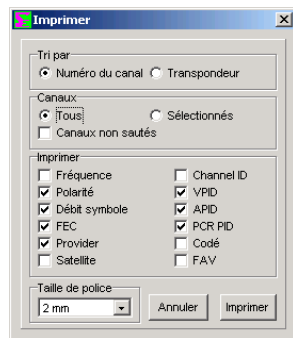 Imprimer
Tri par
Numéro du canal Transpondeur
Canaux
Tous Sélectionnés
Canaux non sautés
Imprimer
Fréquence Channel ID
Polarité VPID
Débit symbole APID
FEC PCR PID
Provider Codé
Satellite FAV
Taille de police
2 mm Annuler Imprimer